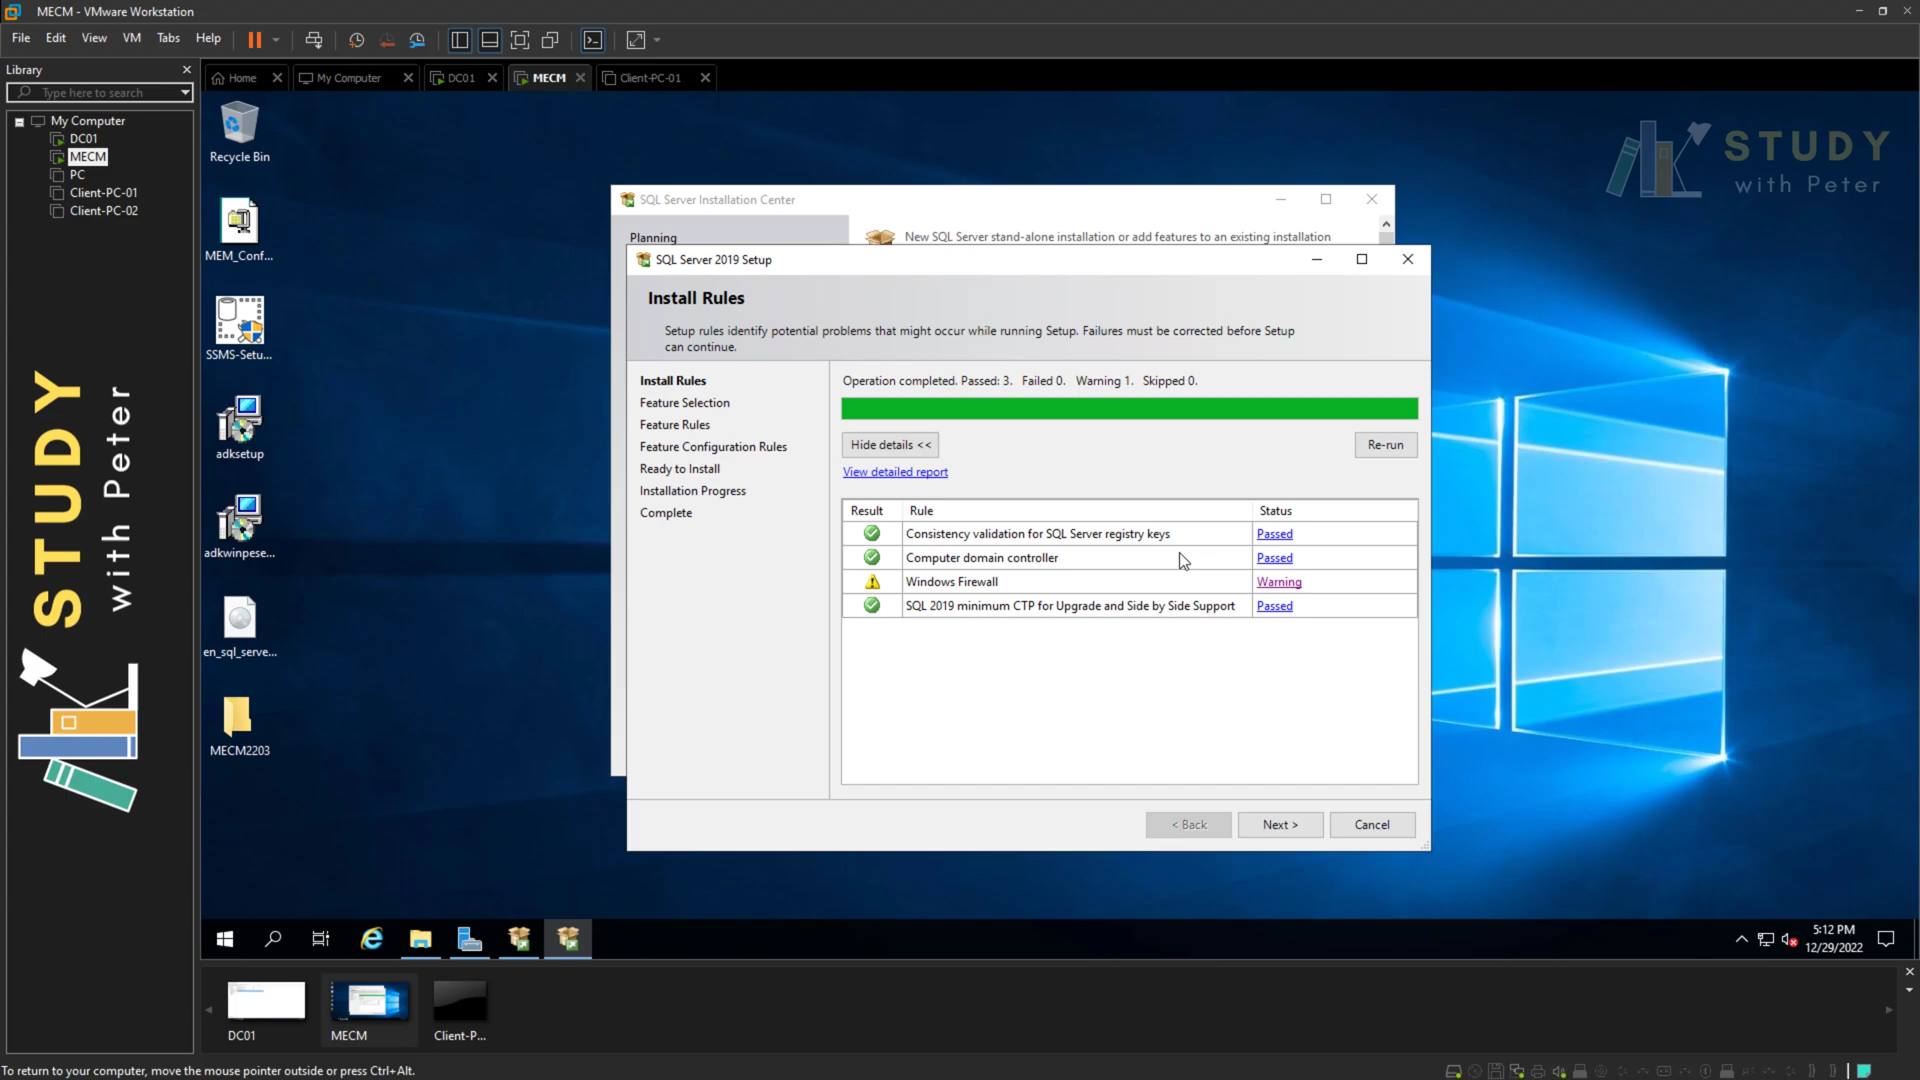 MECM - VMware Workstation
File Edit View VM Tabs Help
Library
Type here to search
My Computer
DC01
MECM
PC
Client-PC-01
Client-PC-02
Home
My Computer
DC01
MECM
Client-PC-01
STUDY
with Peter
Recycle Bin
MEM_Conf...
SSMS-Setu...
adksetup
adkwinpese...
en_sql_serve...
MECM2203
STUDY
with Peter
SQL Server Installation Center
Planning
New SQL Server stand-alone installation or add features to an existing installation
SQL Server 2019 Setup
Install Rules
Setup rules identify potential problems that might occur while running Setup. Failures must be corrected before Setup
can continue.
Install Rules
Feature Selection
Feature Rules
Feature Configuration Rules
Ready to Install
Installation Progress
Complete
Operation completed. Passed: 3. Failed 0. Warning 1. Skipped 0.
Hide details <<
Re-run
View detailed report
Result Rule Status
Consistency validation for SQL Server registry keys Passed
Computer domain controller Passed
Windows Firewall Warning
SQL 2019 minimum CTP for Upgrade and Side by Side Support Passed
< Back Next > Cancel
5:12 PM
12/29/2022
DC01
MECM
Client-P...
To return to your computer, move the mouse pointer outside or press Ctrl+Alt.